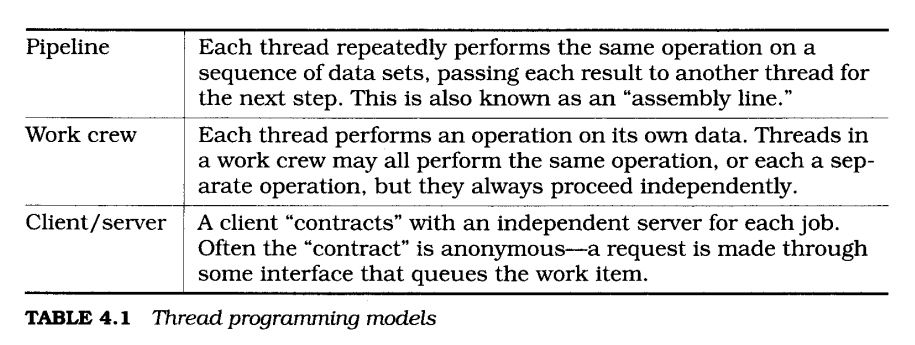 Pipeline Each thread repeatedly performs the same operation on a
sequence of data sets, passing each result to another thread for
the next step. This is also known as an “assembly line.”
Work crew Each thread performs an operation on its own data. Threads in
a work crew may all perform the same operation, or each a sep-
arate operation, but they always proceed independently.
Client/server A client “contracts” with an independent server for each job.
Often the “contract” is anonymous—a request is made through
some interface that queues the work item.
TABLE 4.1 Thread programming models